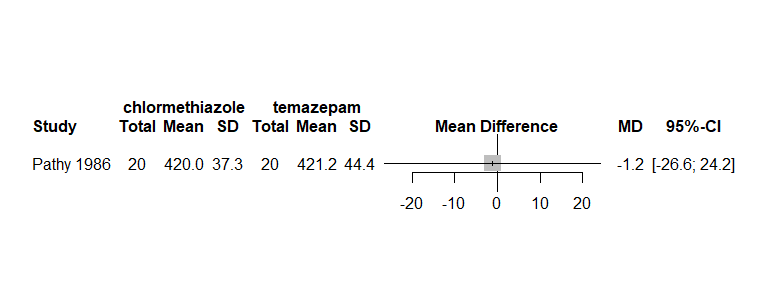 chlormethiazole temazepam
Study Total Mean SD Total Mean SD Mean Difference MD 95%-CI
Pathy 1986 20 420.0 37.3 20 421.2 44.4 -1.2 [-26.6; 24.2]
-20 -10 0 10 20